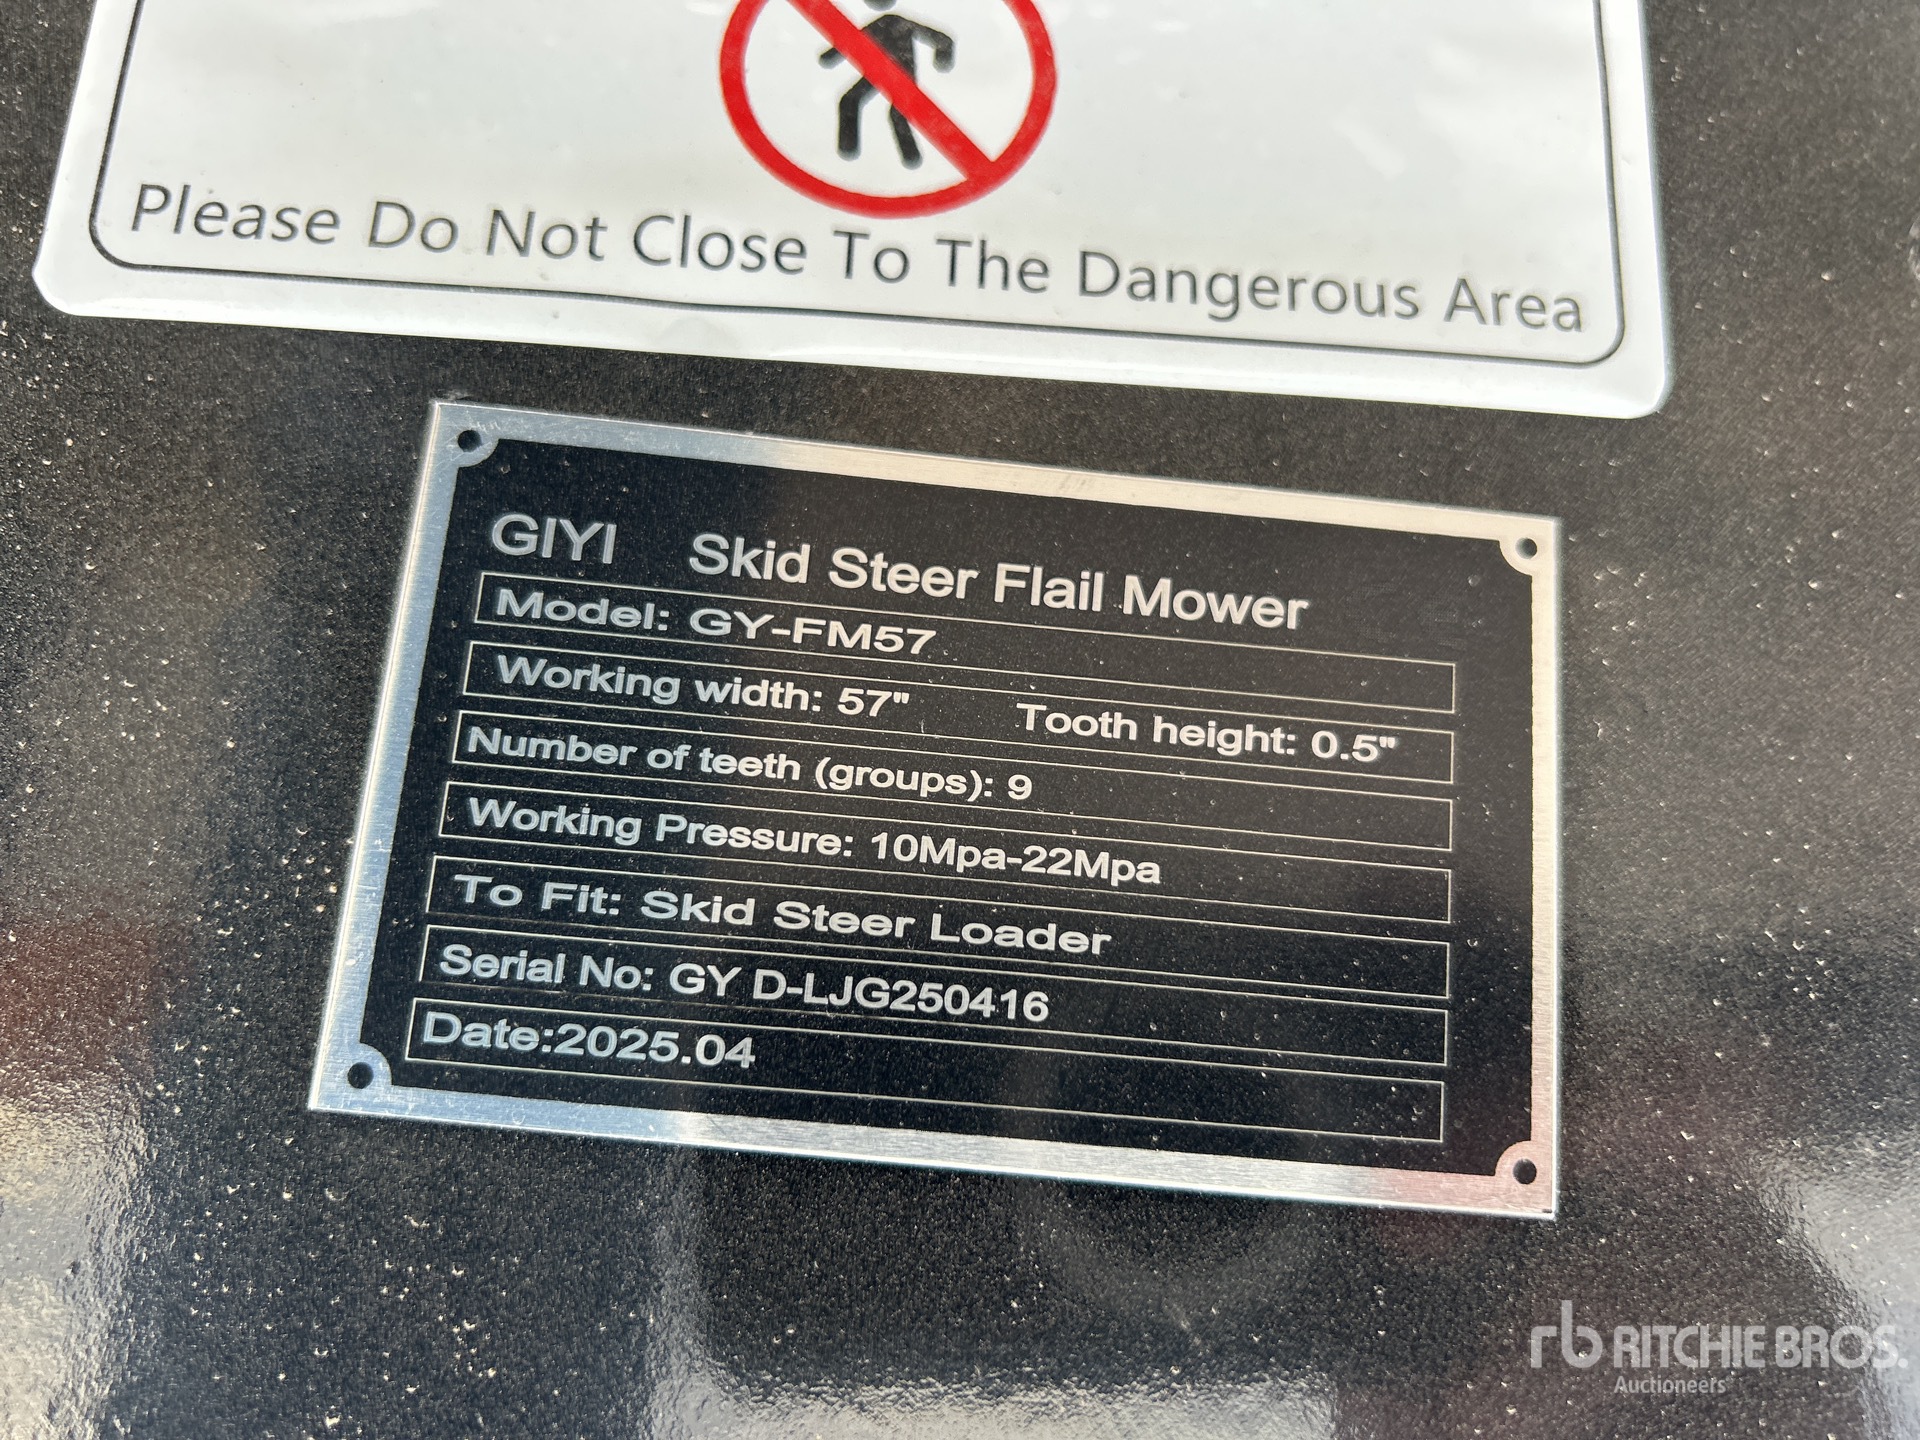 Please Do Not Close To The Dangerous Area
GIYI Skid Steer Flail Mower
Model: GY-FM57
Working width: 57" Tooth height: 0.5"
Number of teeth (groups): 9
Working Pressure: 10Mpa-22Mpa
To Fit: Skid Steer Loader
Serial No: GY D-LJG250416
Date:2025.04
rb RITCHIE BROS.
Auctioneers